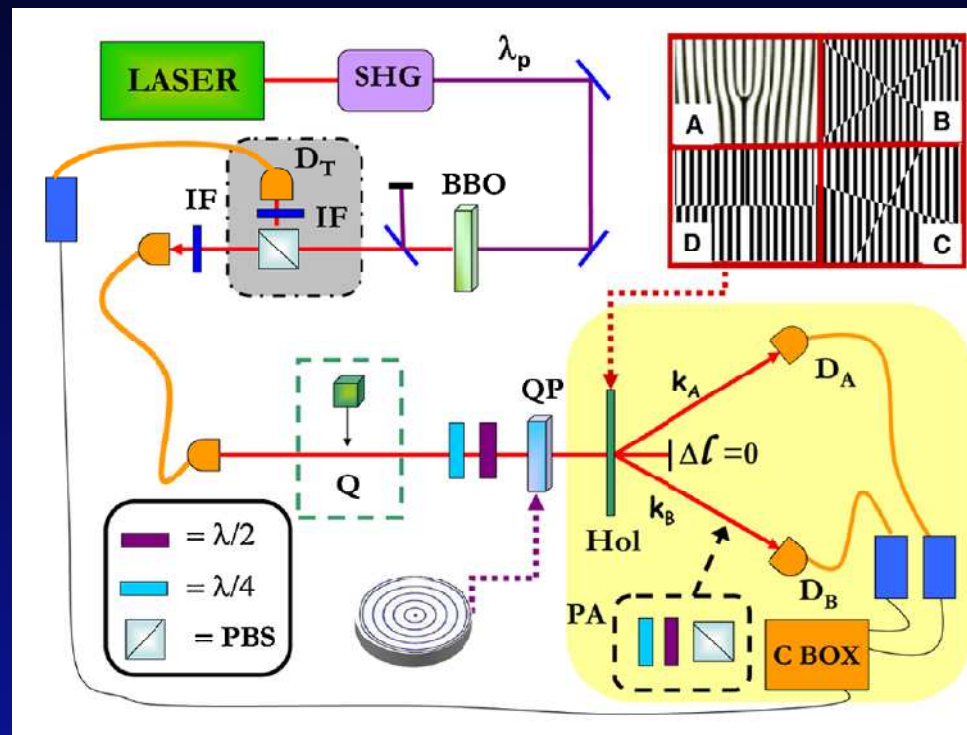 LASER
SHG
λp
A
B
D
C
DT
IF
IF
BBO
QP
kA
DA
Δl=0
Q
kB
Hol
DB
= λ/2
= λ/4
= PBS
PA
C BOX